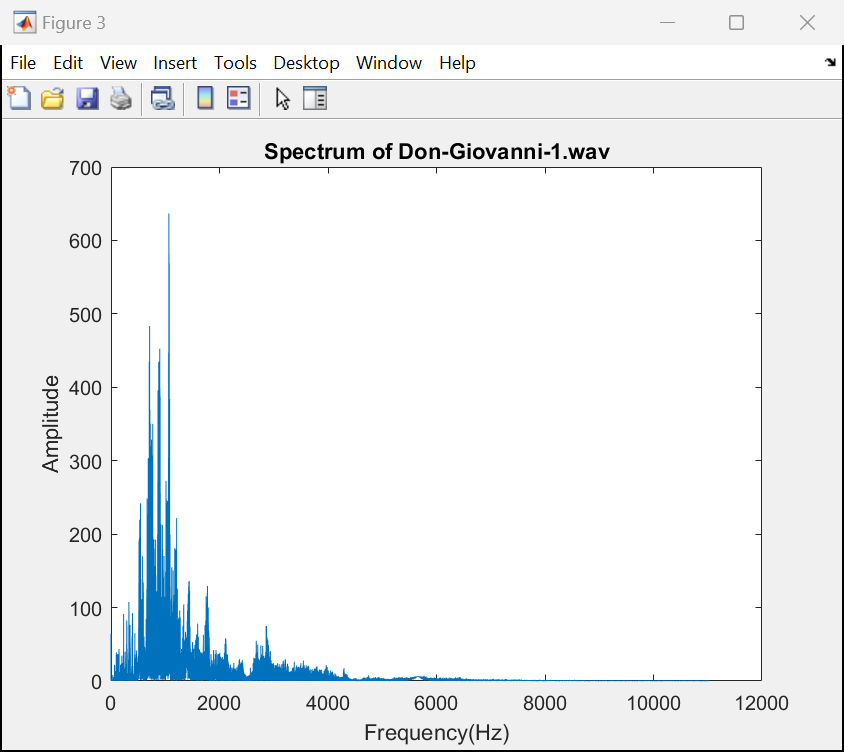 Figure 3
File Edit View Insert Tools Desktop Window Help
Spectrum of Don-Giovanni-1.wav
700
600
500
400
300
200
100
0
Amplitude
0 2000 4000 6000 8000 10000 12000
Frequency(Hz)